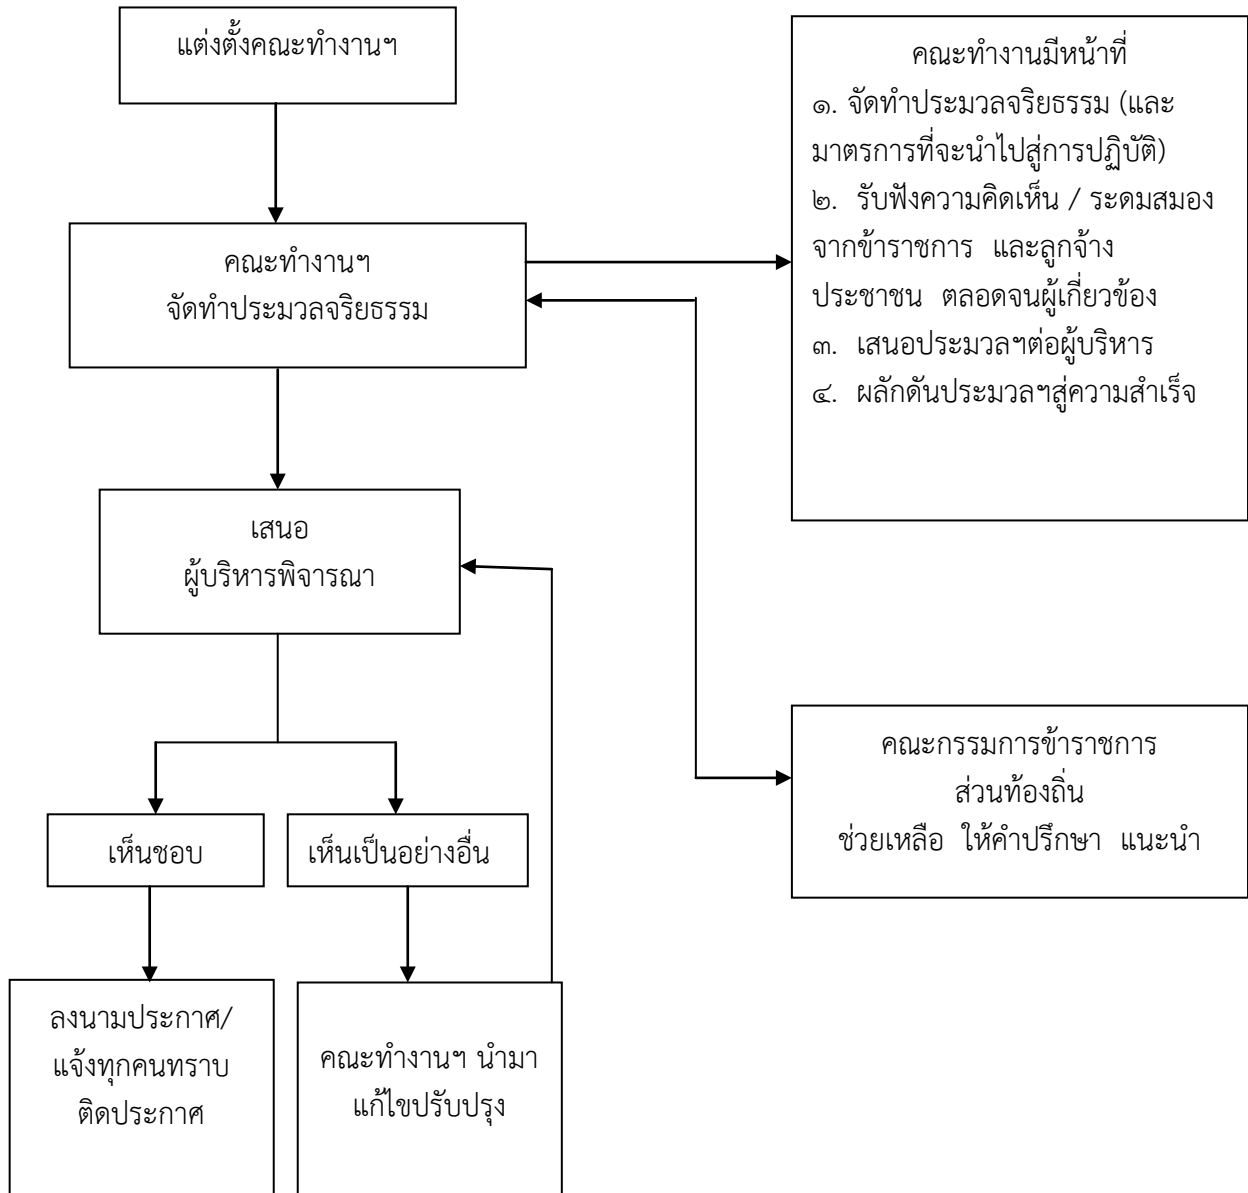 แต่งตั้งคณะทำงานฯ
คณะทำงานฯ
จัดทำประมวลจริยธรรม
คณะทำงานมีหน้าที่
๑. จัดทำประมวลจริยธรรม (และ
มาตรการที่จะนำไปสู่การปฏิบัติ)
๒. รับฟังความคิดเห็น / ระดมสมอง
จากข้าราชการ และลูกจ้าง
ประชาชน ตลอดจนผู้เกี่ยวข้อง
๓. เสนอประมวลฯต่อผู้บริหาร
๔. ผลักดันประมวลฯสู่ความสำเร็จ
เสนอ
ผู้บริหารพิจารณา
คณะกรรมการข้าราชการ
ส่วนท้องถิ่น
ช่วยเหลือ ให้คำปรึกษา แนะนำ
เห็นชอบ
เห็นเป็นอย่างอื่น
ลงนามประกาศ/
แจ้งทุกคนทราบ
ติดประกาศ
คณะทำงานฯ นำมา
แก้ไขปรับปรุง